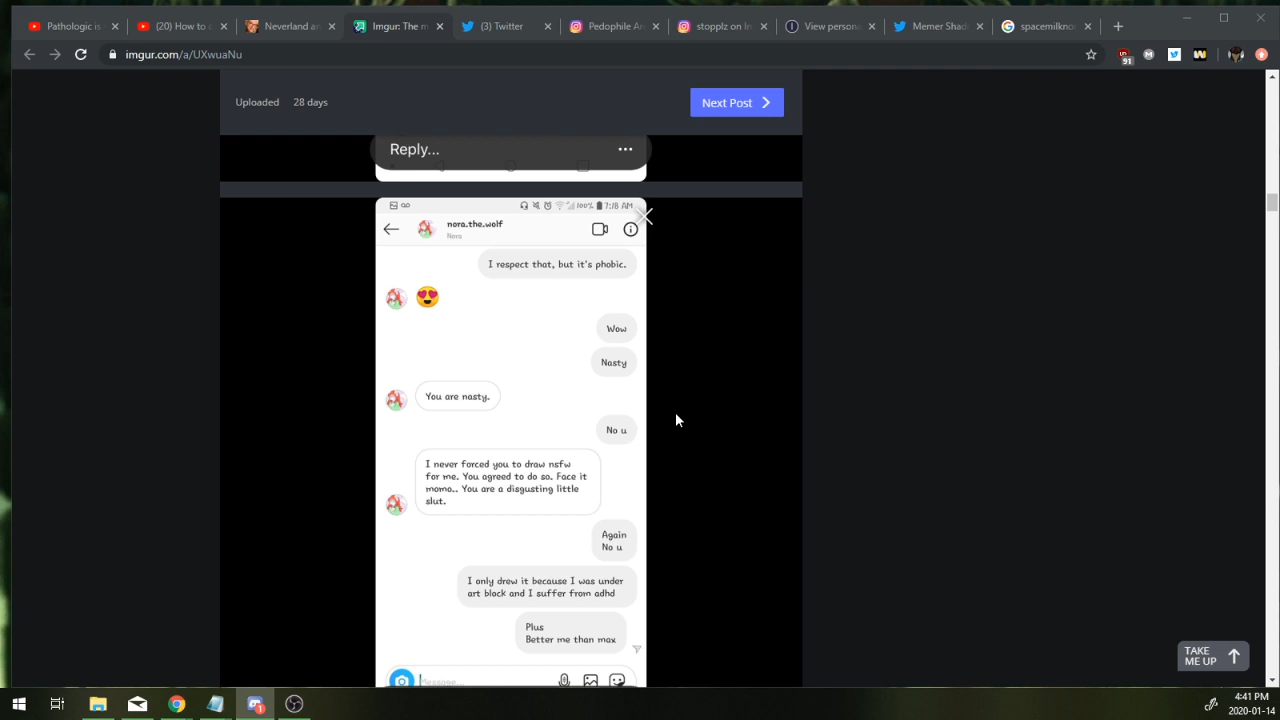 Pathologic is
(20) How to c
Neverland an
Imgur: The m
(3) Twitter
Pedophile An
stopplz on In
View persona
Memer Shad
spacemilkno
imgur.com/a/UXwuaNu
91
Uploaded 28 days
Next Post
Reply...
100% 7:18 AM
nora.the.wolf
Nora
I respect that, but it's phobic.
Wow
Nasty
You are nasty.
No u
I never forced you to draw nsfw
for me. You agreed to do so. Face it
momo.. You are a disgusting little
slut.
Again
No u
I only drew it because I was under
art block and I suffer from adhd
Plus
Better me than max
Message...
TAKE
ME UP
4:41 PM
2020-01-14